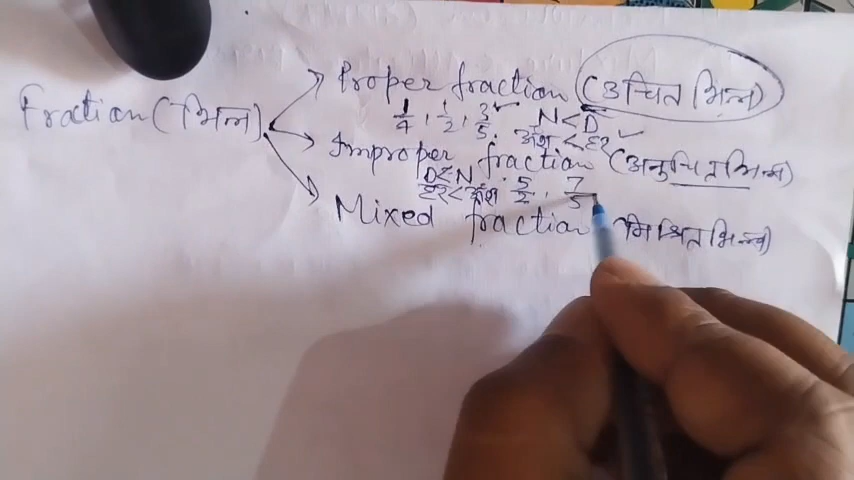 Proper fraction (उचित भिन्न)
Fraction (भिन्न)
1/4, 1/2, 3/5. N<D
अंश < हर
Improper fraction (अनुचित भिन्न)
D<N
हर<अंश 5/2, 7/5
Mixed fraction (मिश्रित भिन्न)